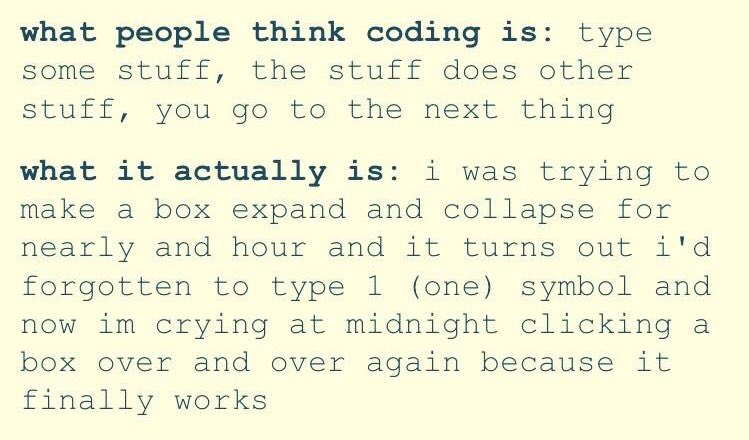 what people think coding is: type
some stuff, the stuff does other
stuff, you go to the next thing
what it actually is: i was trying to
make a box expand and collapse for
nearly and hour and it turns out i'd
forgotten to type 1 (one) symbol and
now im crying at midnight clicking a
box over and over again because it
finally works